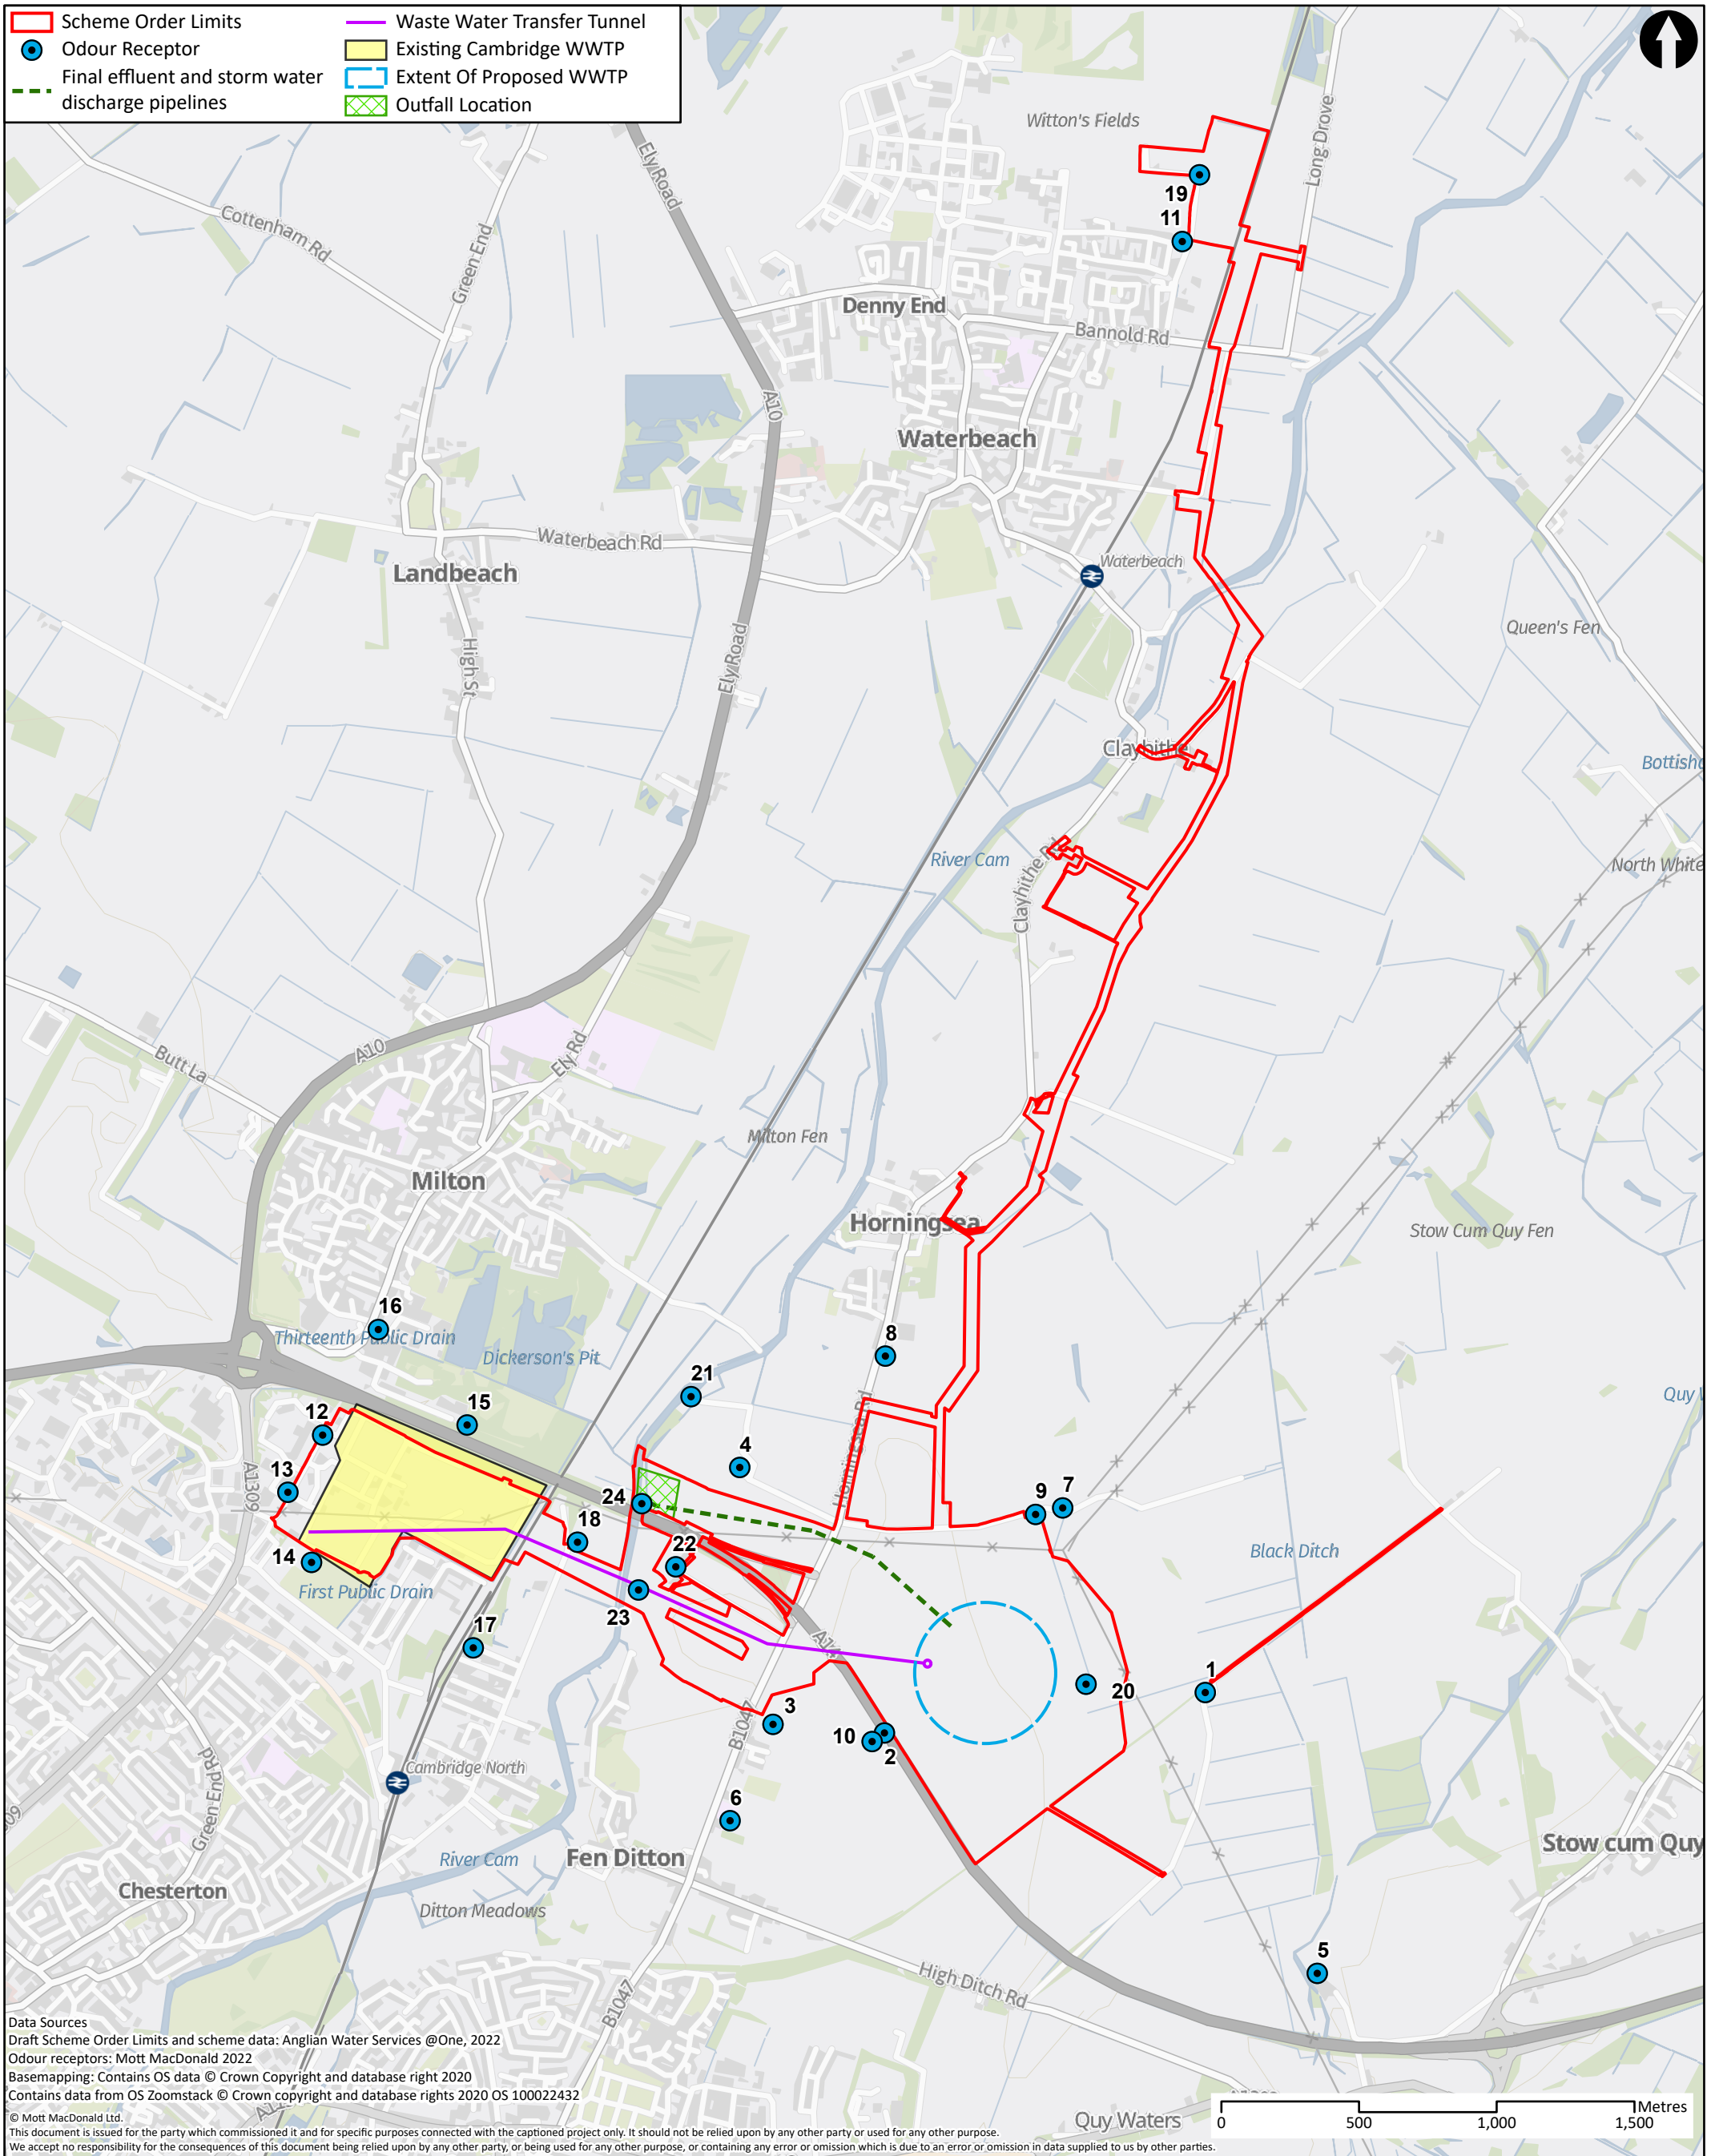 Scheme Order Limits
Odour Receptor
Final effluent and storm water
discharge pipelines
Waste Water Transfer Tunnel
Existing Cambridge WWTP
Extent Of Proposed WWTP
Outfall Location
Witton's Fields
Long Drove
Ely Road
19
11
Cottenham Rd
Green End
Denny End
Bannold Rd
A10
Waterbeach
Waterbeach Rd
Landbeach
Waterbeach
High St
Ely Road
Queen's Fen
Clayhithe
River Cam
Clayhithe Rd
North White
Butt La
A10
Ely Rd
Milton Fen
Milton
Horningsea
Stow Cum Quy Fen
16
Thirteenth Public Drain
Dickerson's Pit
8
21
15
12
4
Horningsea Rd
13
A1309
24
9
7
18
22
Black Ditch
14
First Public Drain
23
17
1
20
3
B1047
10
2
Cambridge North
Green End Rd
6
Stow cum Quy
River Cam
Fen Ditton
Chesterton
Ditton Meadows
5
High Ditch Rd
B1047
Quy Waters
Data Sources
Draft Scheme Order Limits and scheme data: Anglian Water Services @One, 2022
Odour receptors: Mott MacDonald 2022
Basemapping: Contains OS data © Crown Copyright and database right 2020
Contains data from OS Zoomstack © Crown copyright and database rights 2020 OS 100022432
© Mott MacDonald Ltd.
This document is issued for the party which commissioned it and for specific purposes connected with the captioned project only. It should not be relied upon by any other party or used for any other purpose.
We accept no responsibility for the consequences of this document being relied upon by any other party, or being used for any other purpose, or containing any error or omission which is due to an error or omission in data supplied to us by other parties.
Metres
0 500 1,000 1,500